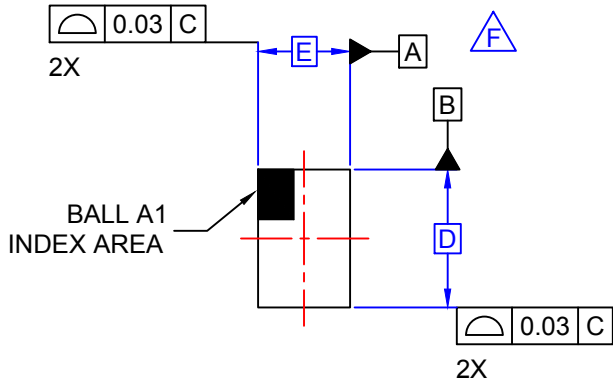 0.03 C
2X
E
A
F
B
BALL A1
INDEX AREA
D
0.03 C
2X